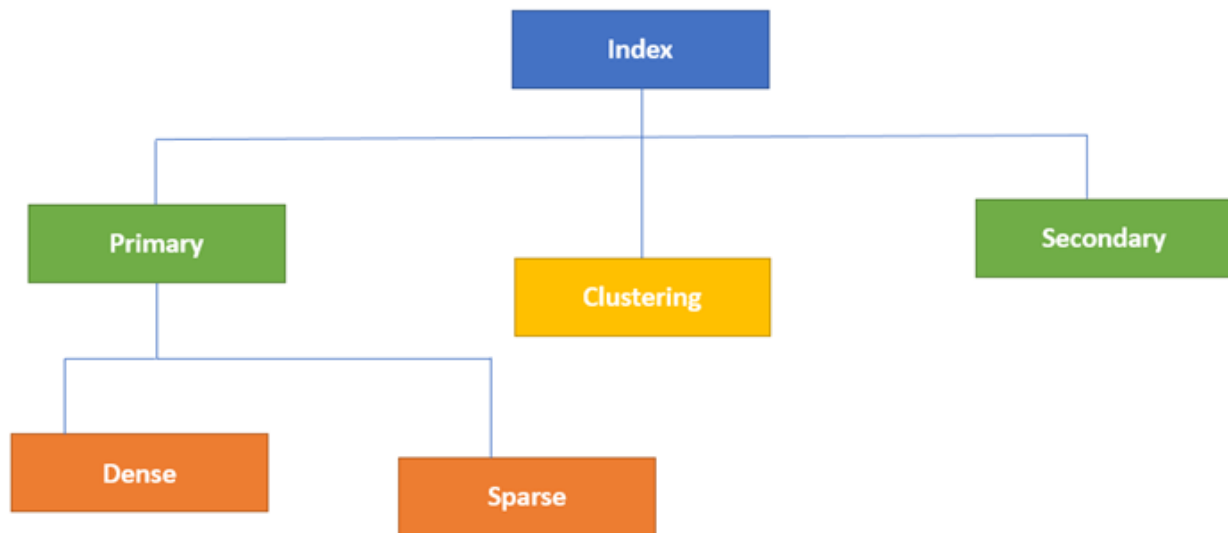 Index
Primary
Secondary
Clustering
Dense
Sparse